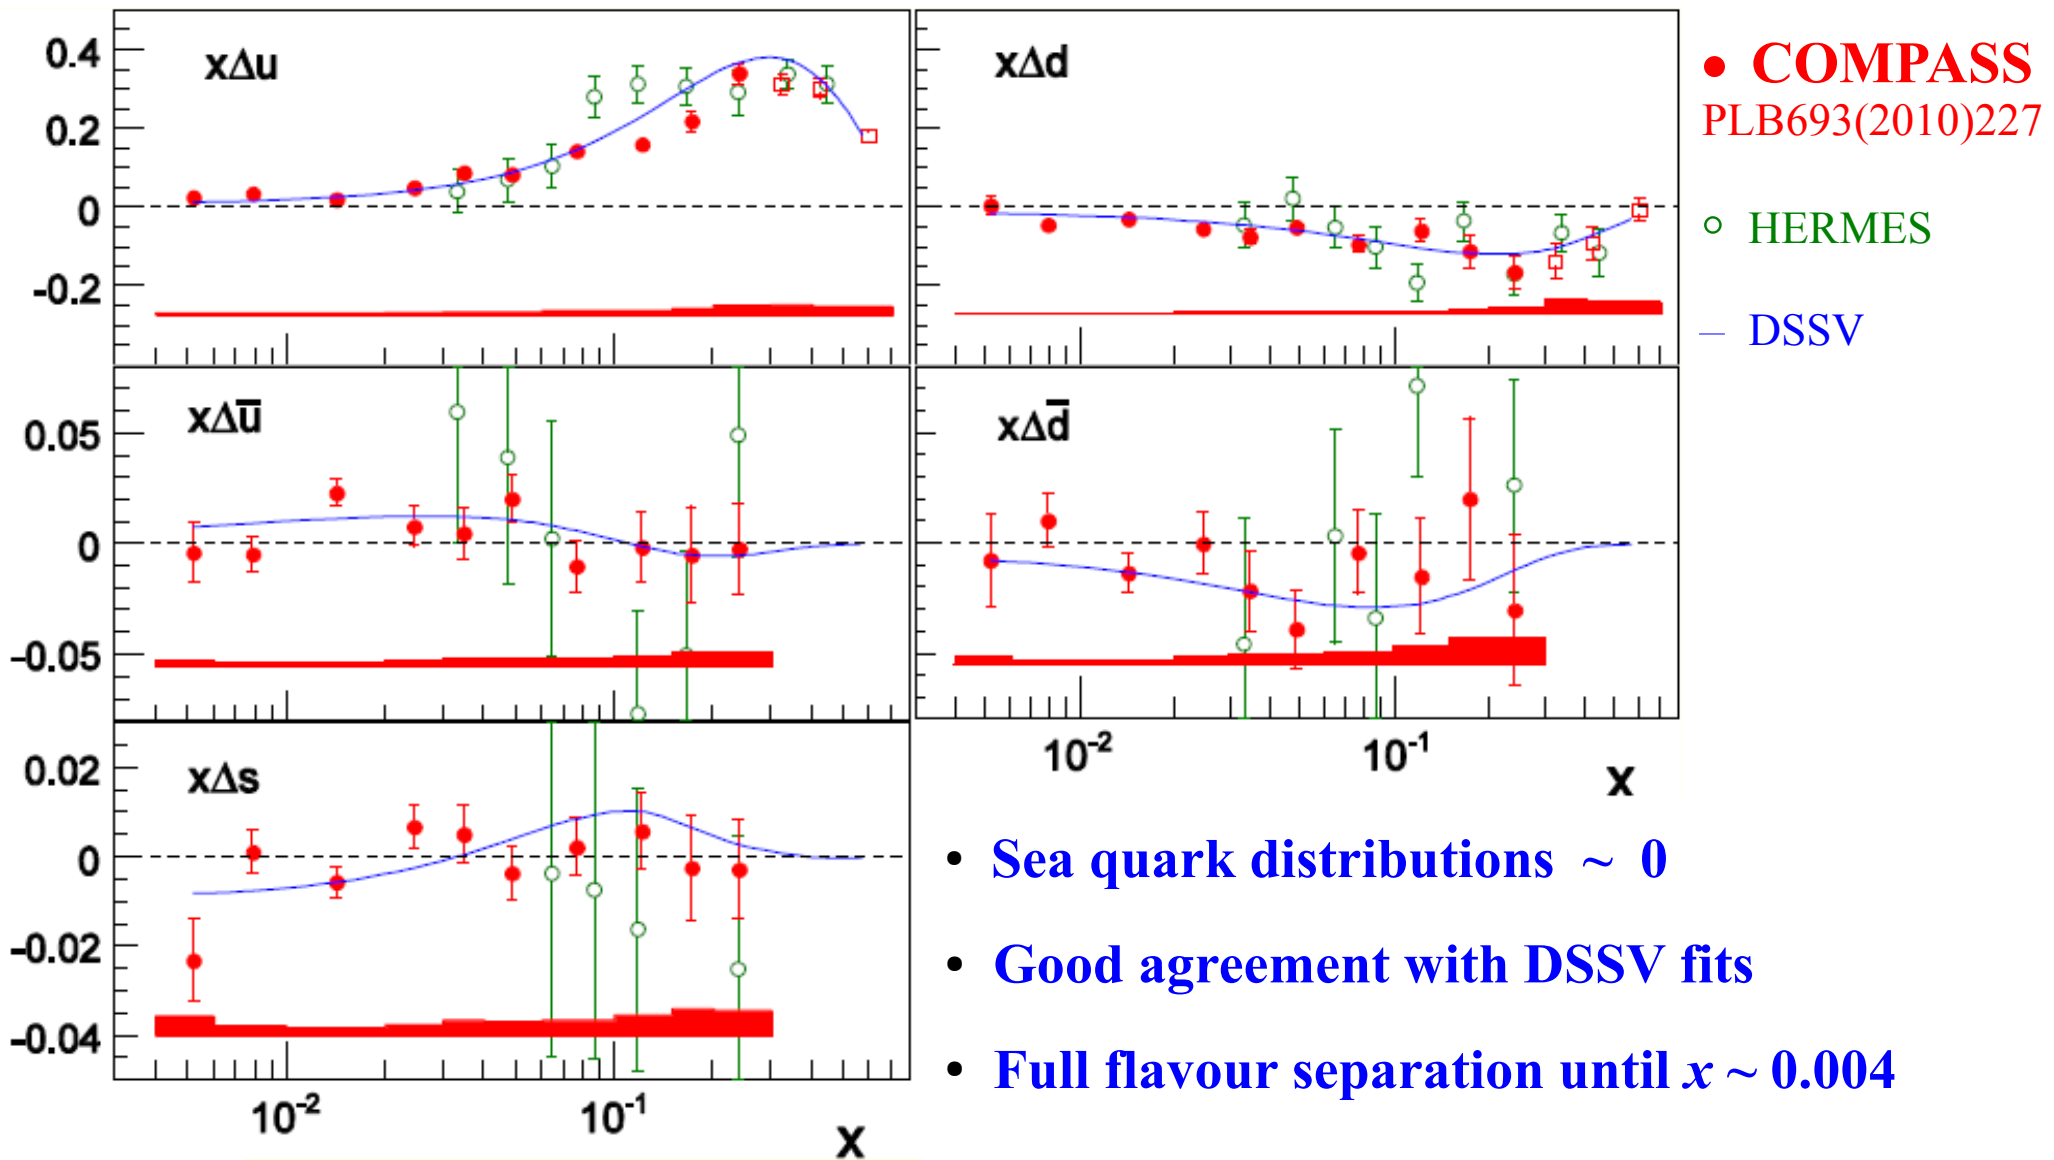 xΔu
0.4
0.2
0
-0.2
xΔd
● COMPASS
PLB693(2010)227
○ HERMES
— DSSV
xΔu̅
0.05
0
-0.05
xΔd̅
10⁻² 10⁻¹
x
xΔs
0.02
0
-0.02
-0.04
10⁻² 10⁻¹
x
• Sea quark distributions ~ 0
• Good agreement with DSSV fits
• Full flavour separation until x ~ 0.004